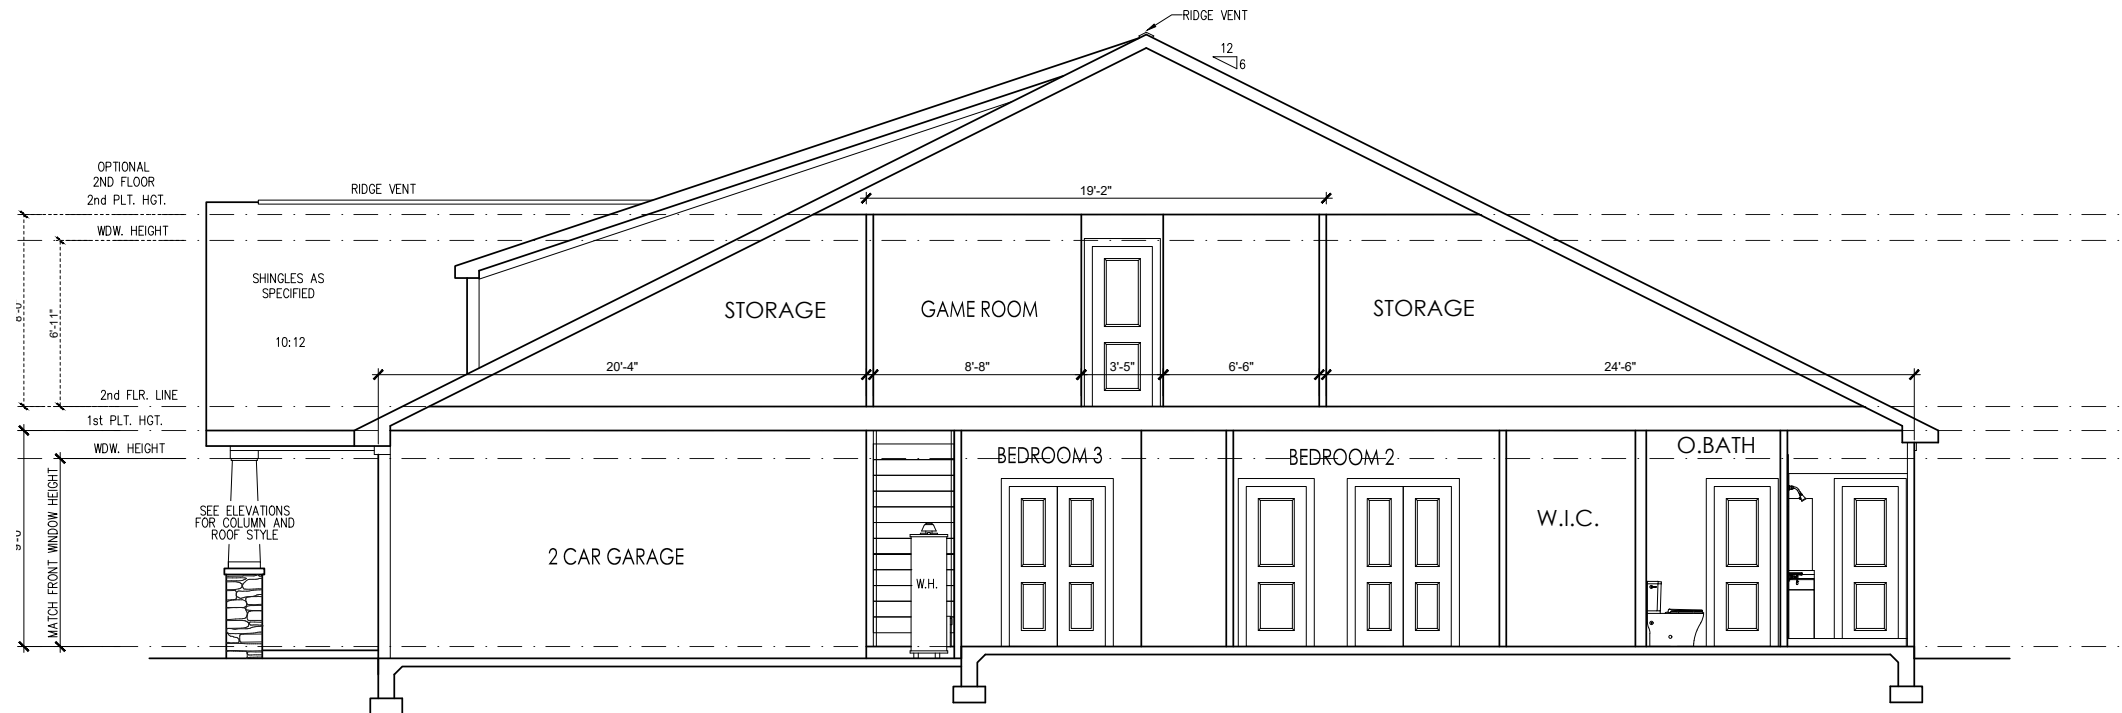 RIDGE VENT
12
6
OPTIONAL
2ND FLOOR
2nd PLT. HGT.
RIDGE VENT
19'-2"
WDW. HEIGHT
SHINGLES AS
SPECIFIED
10:12
6'-11"
STORAGE
GAME ROOM
STORAGE
20'-4"
8'-8"
3'-5"
6'-6"
24'-6"
2nd FLR. LINE
1st PLT. HGT.
WDW. HEIGHT
MATCH FRONT WINDOW HEIGHT
SEE ELEVATIONS
FOR COLUMN AND
ROOF STYLE
2 CAR GARAGE
W.H.
BEDROOM 3
BEDROOM 2
W.I.C.
O.BATH